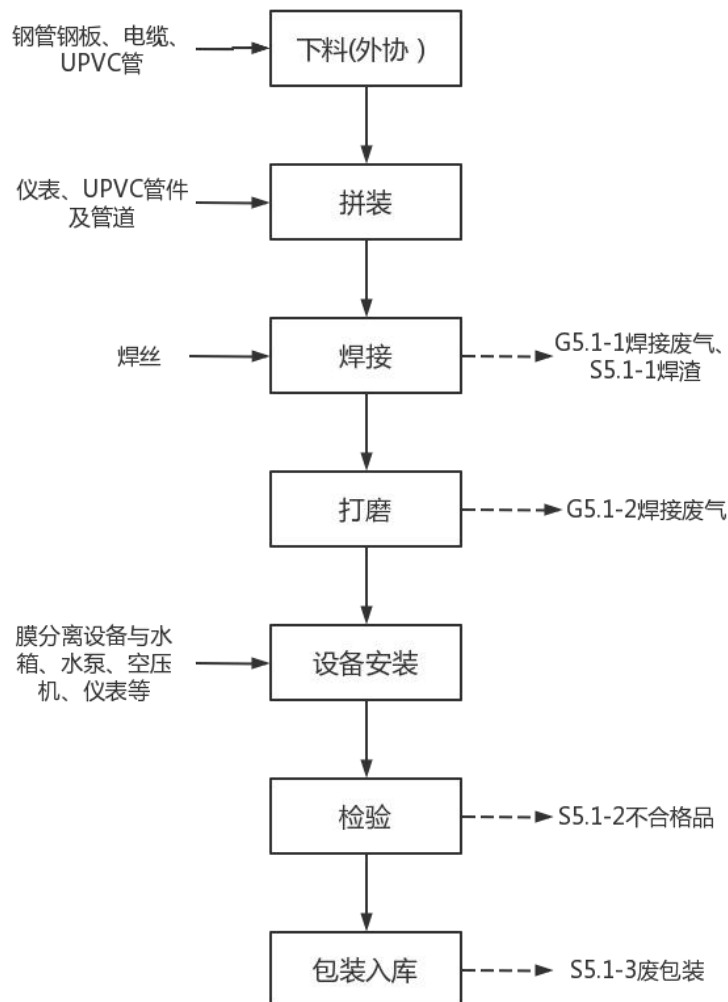 钢管钢板、电缆、
UPVC管
下料(外协）
仪表、UPVC管件
及管道
拼装
焊丝
焊接
G5.1-1焊接废气、
S5.1-1焊渣
打磨
G5.1-2焊接废气
膜分离设备与水
箱、水泵、空压
机、仪表等
设备安装
检验
S5.1-2不合格品
包装入库
S5.1-3废包装